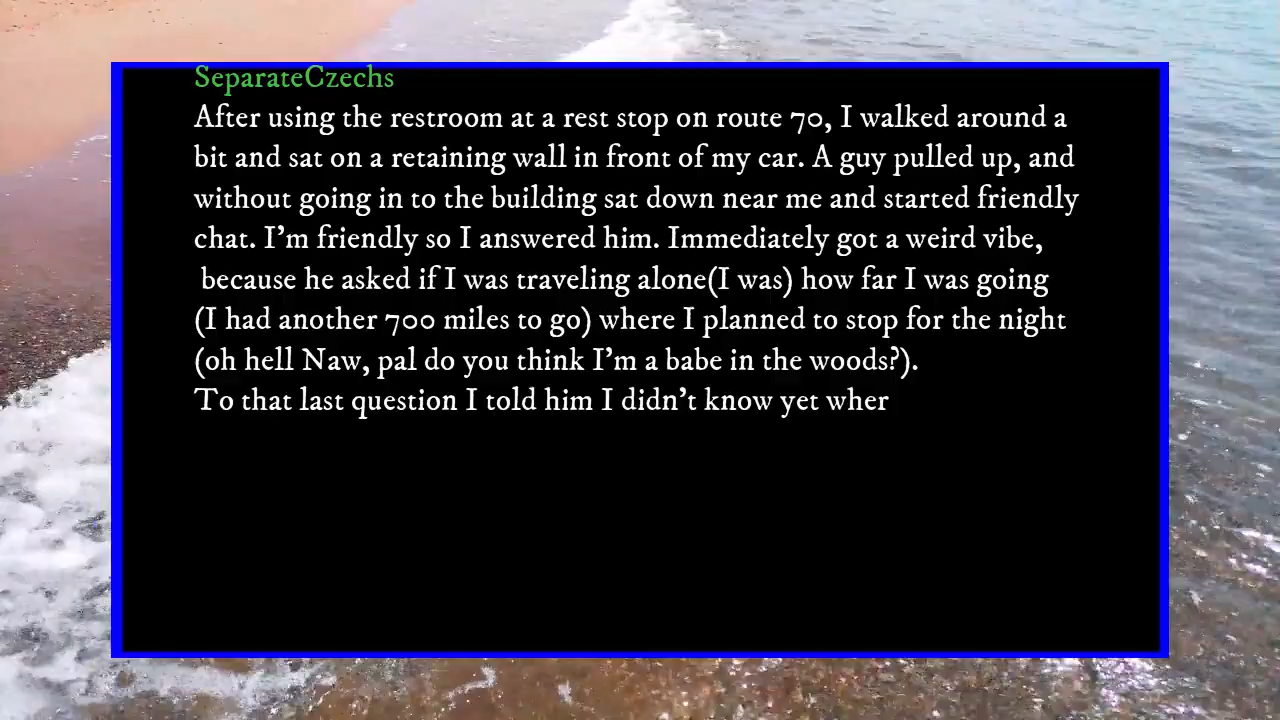 SeparateCzechs
After using the restroom at a rest stop on route 70, I walked around a
bit and sat on a retaining wall in front of my car. A guy pulled up, and
without going in to the building sat down near me and started friendly
chat. I'm friendly so I answered him. Immediately got a weird vibe,
because he asked if I was traveling alone(I was) how far I was going
(I had another 700 miles to go) where I planned to stop for the night
(oh hell Naw, pal do you think I'm a babe in the woods?).
To that last question I told him I didn't know yet wher